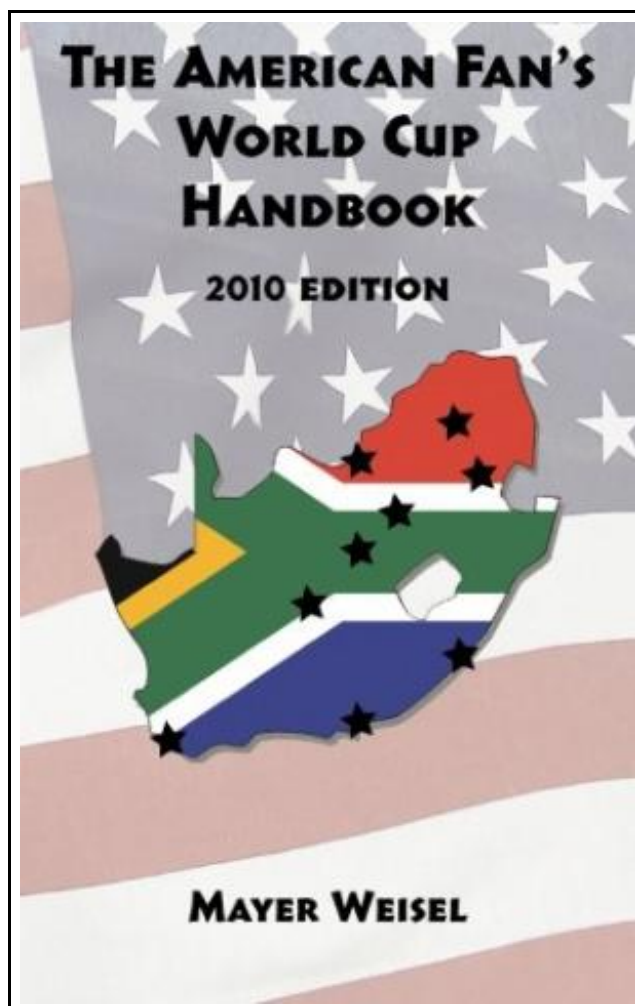 THE AMERICAN FAN'S
WORLD CUP
HANDBOOK
2010 EDITION
MAYER WEISEL